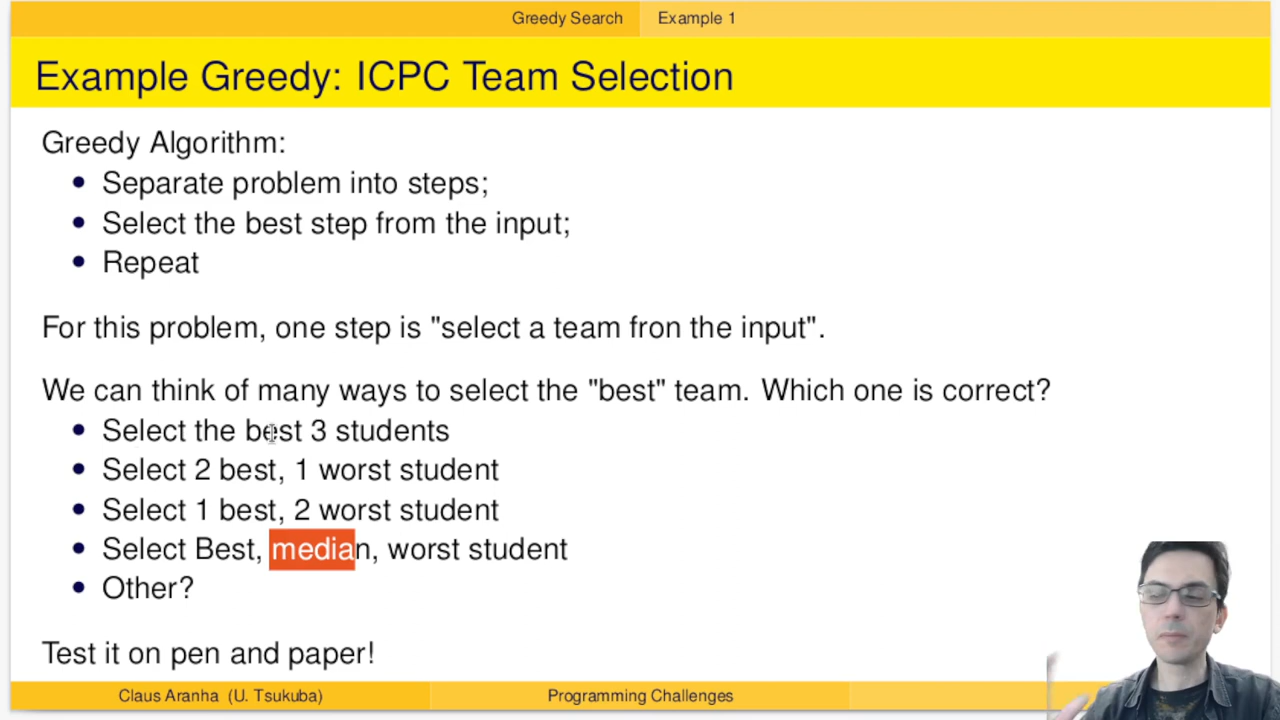 Greedy Search Example 1
Example Greedy: ICPC Team Selection
Greedy Algorithm:
• Separate problem into steps;
• Select the best step from the input;
• Repeat
For this problem, one step is "select a team fron the input".
We can think of many ways to select the "best" team. Which one is correct?
• Select the best 3 students
• Select 2 best, 1 worst student
• Select 1 best, 2 worst student
• Select Best, median, worst student
• Other?
Test it on pen and paper!
Claus Aranha (U. Tsukuba) Programming Challenges